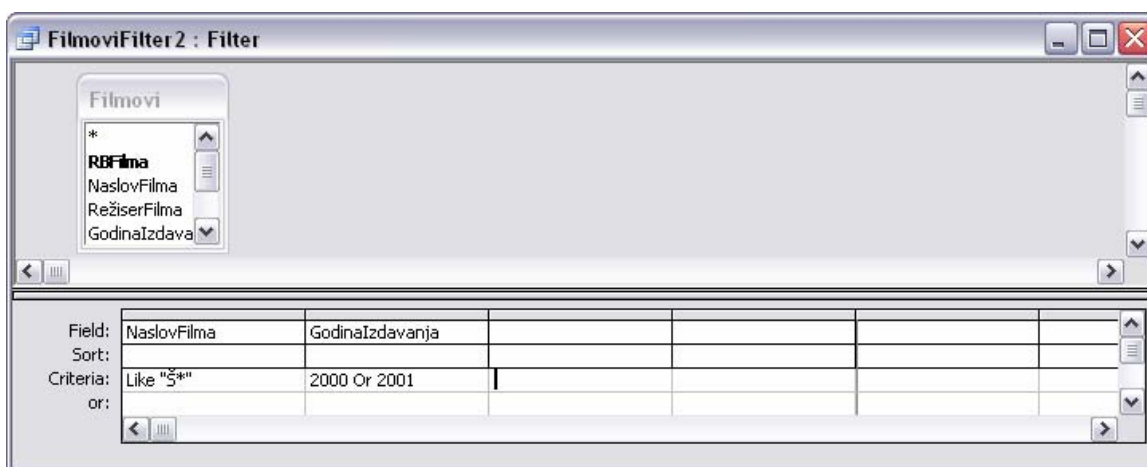 FilmoviFilter2 : Filter
Filmovi
*
RBFilma
NaslovFilma
RežiserFilma
GodinaIzdava
Field: NaslovFilma GodinaIzdavanja
Sort:
Criteria: Like "Š*" 2000 Or 2001
or: